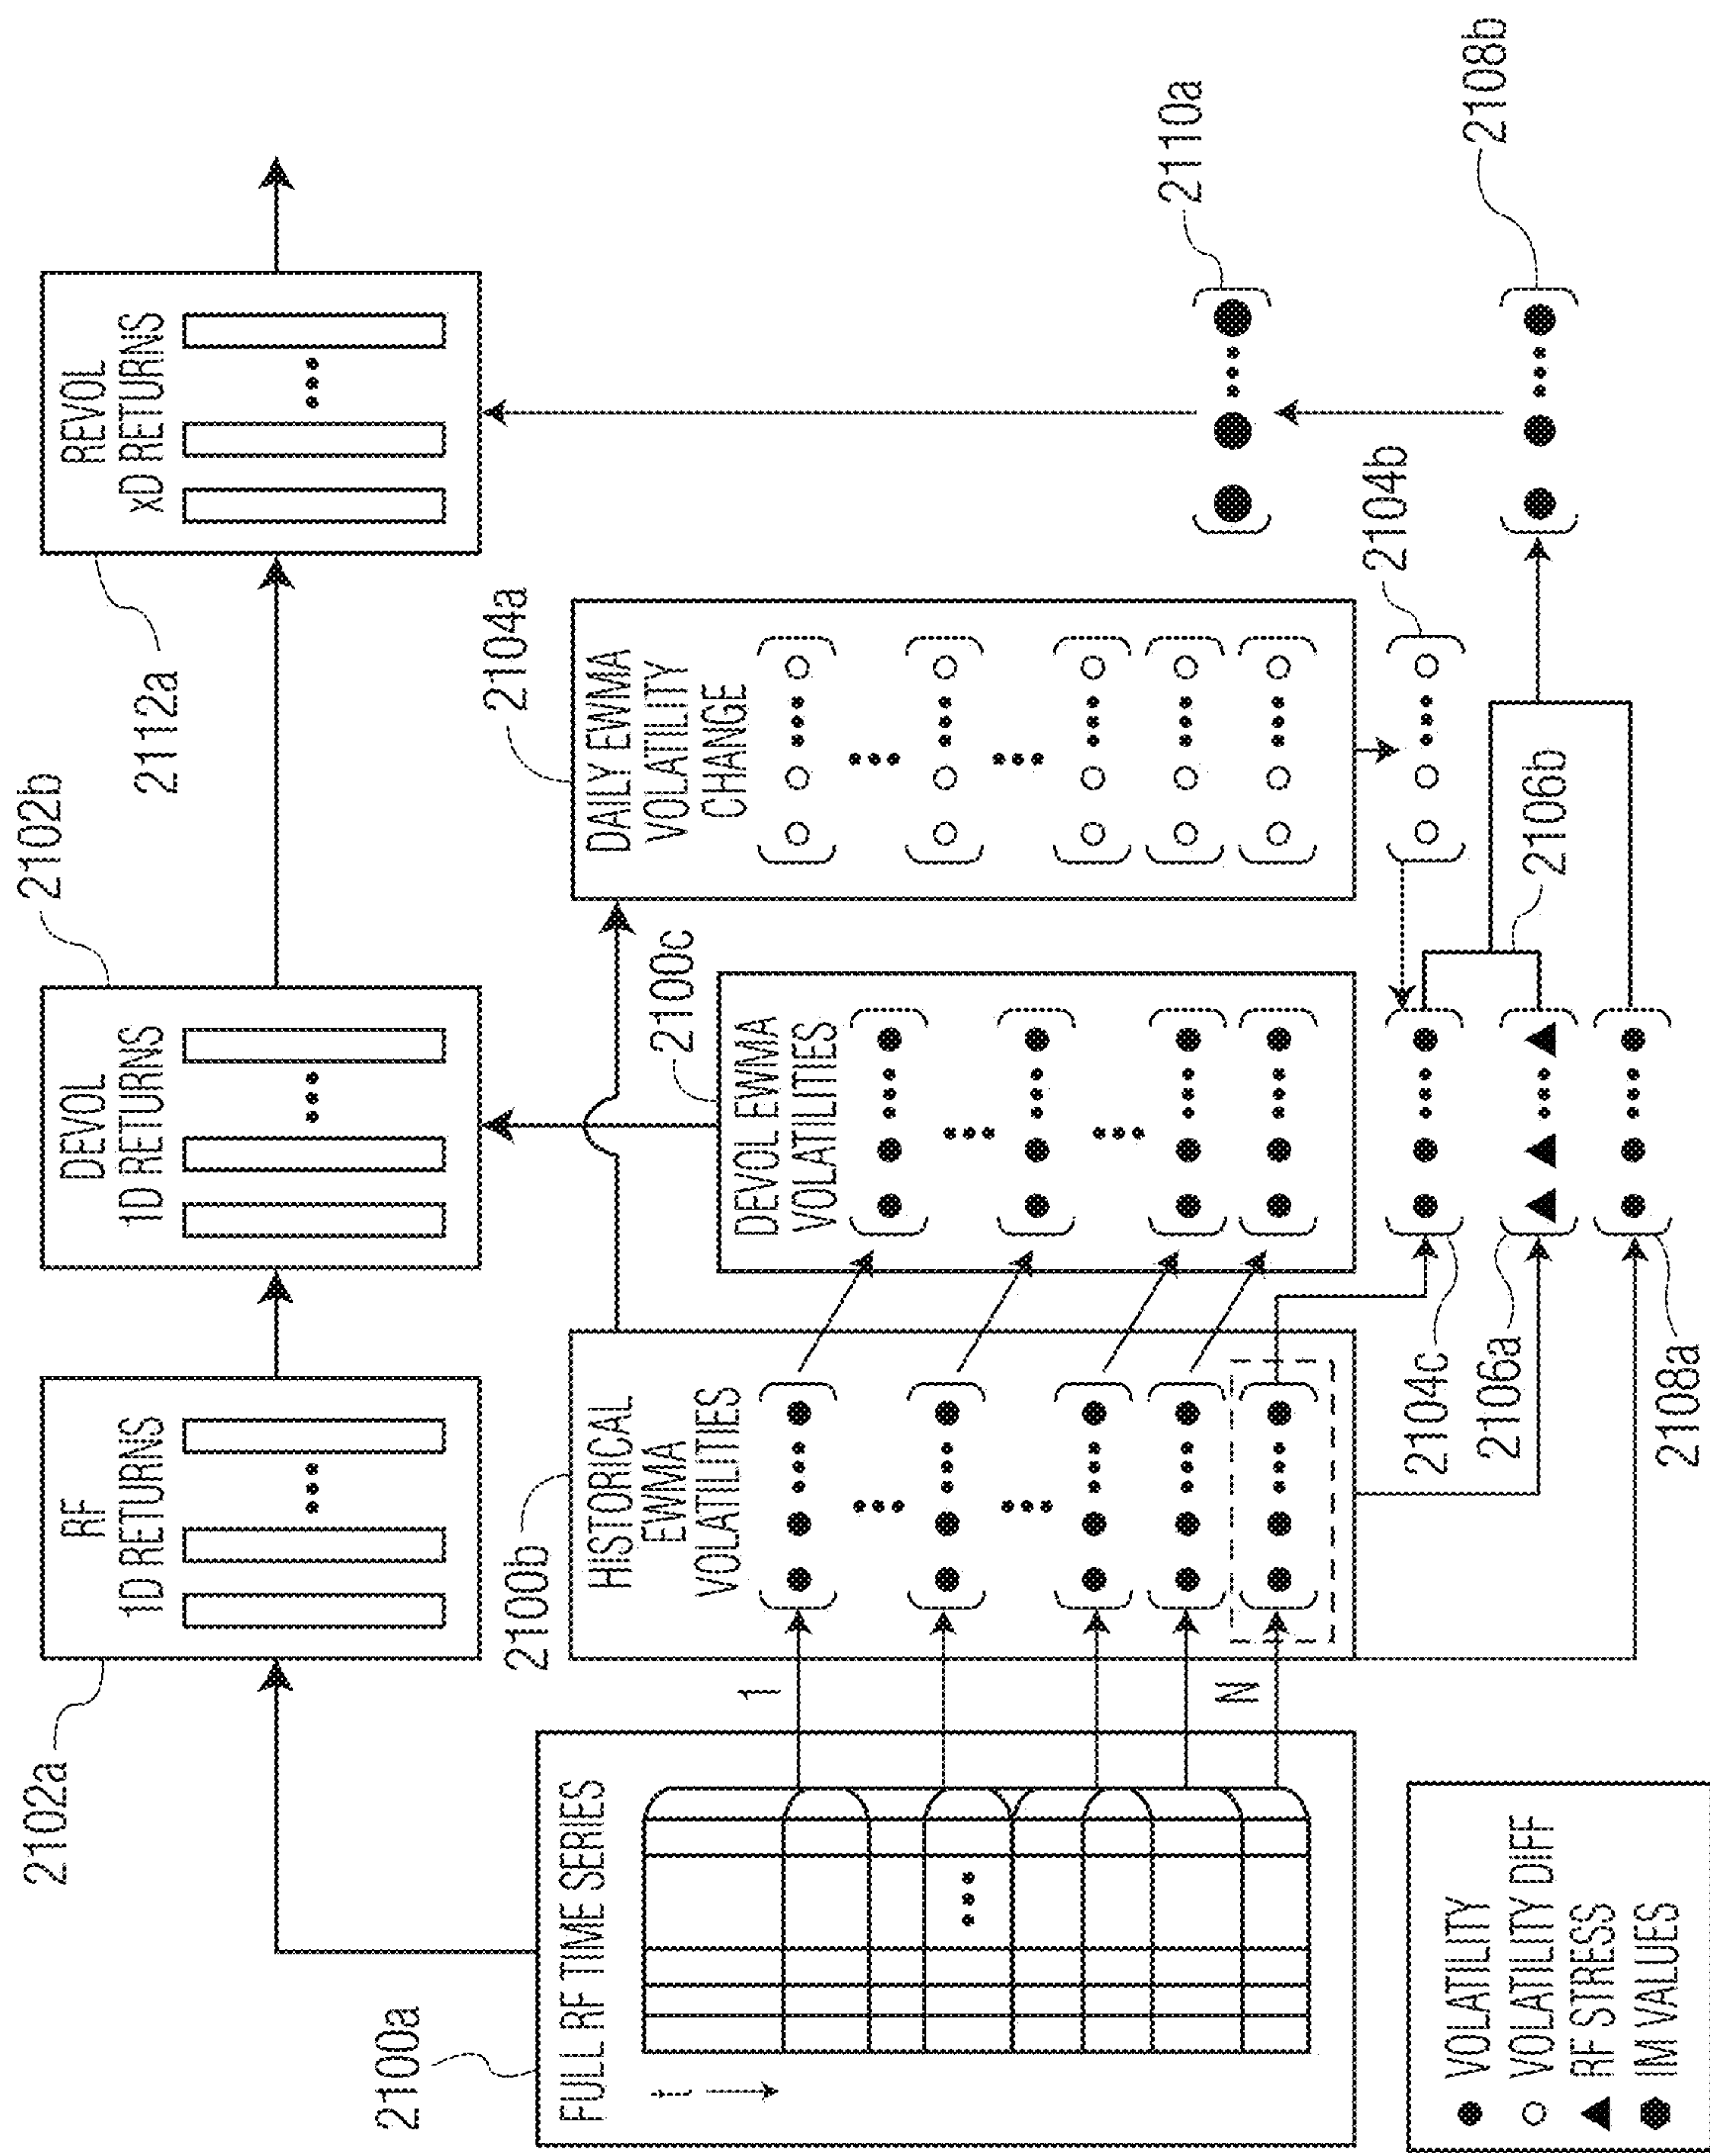 2102a
RF
1D RETURNS
2102b
DEVOL
1D RETURNS
2112a
REVOL
xD RETURNS
2100a
FULL RF TIME SERIES
i
1
N
2100b
HISTORICAL
EWMA
VOLATILITIES
2100c
DEVOL EWMA
VOLATILITIES
2104a
DAILY EWMA
VOLATILITY
CHANGE
2110a
2104b
2104c
2106a
2106b
2108a
2108b
VOLATILITY
VOLATILITY DIFF
RF STRESS
IM VALUES